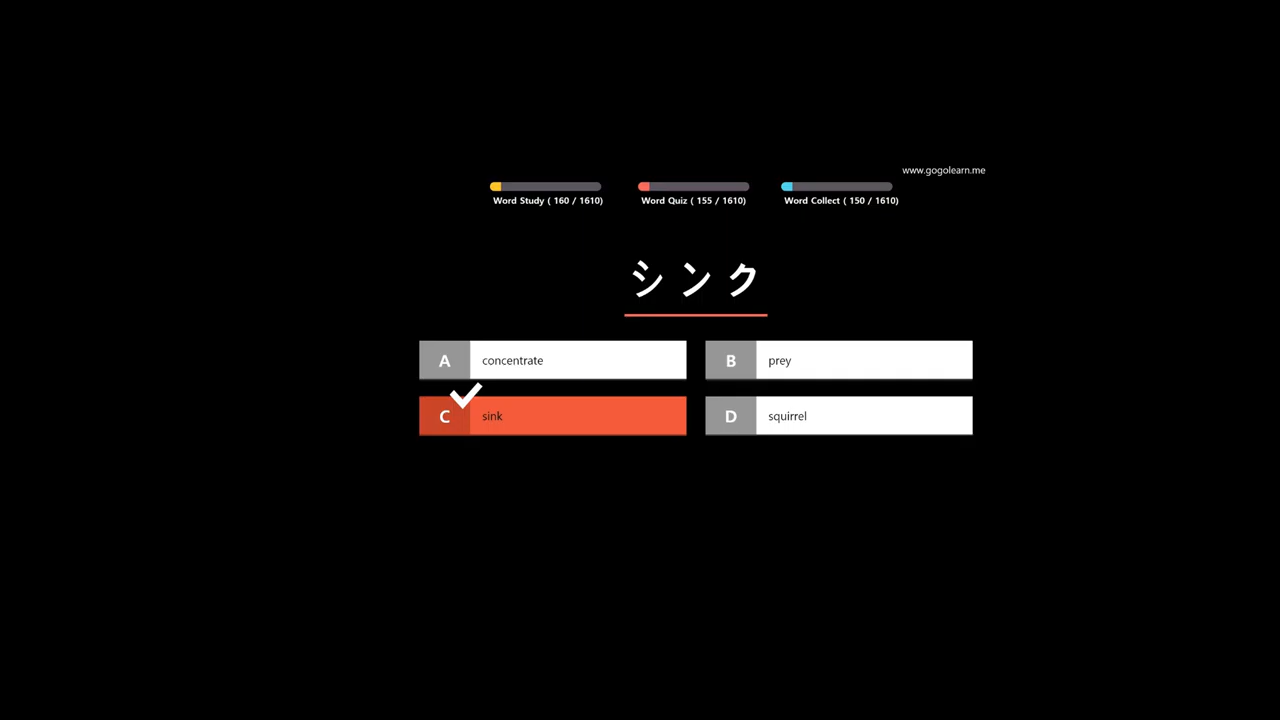 www.gogolearn.me
Word Study ( 160 / 1610)
Word Quiz ( 155 / 1610)
Word Collect ( 150 / 1610)
シンク
A concentrate
B prey
C sink
D squirrel